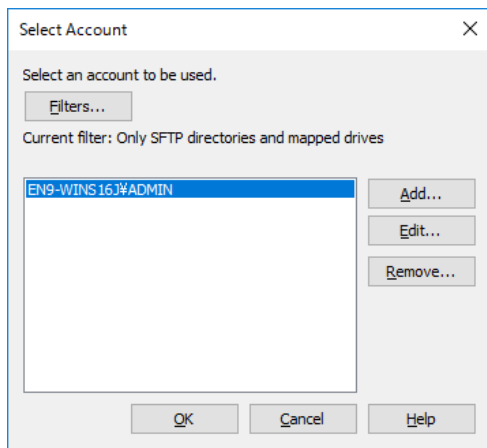 Select Account
Select an account to be used.
Filters...
Current filter: Only SFTP directories and mapped drives
EN9-WINS16J¥ADMIN
Add...
Edit...
Remove...
OK
Cancel
Help